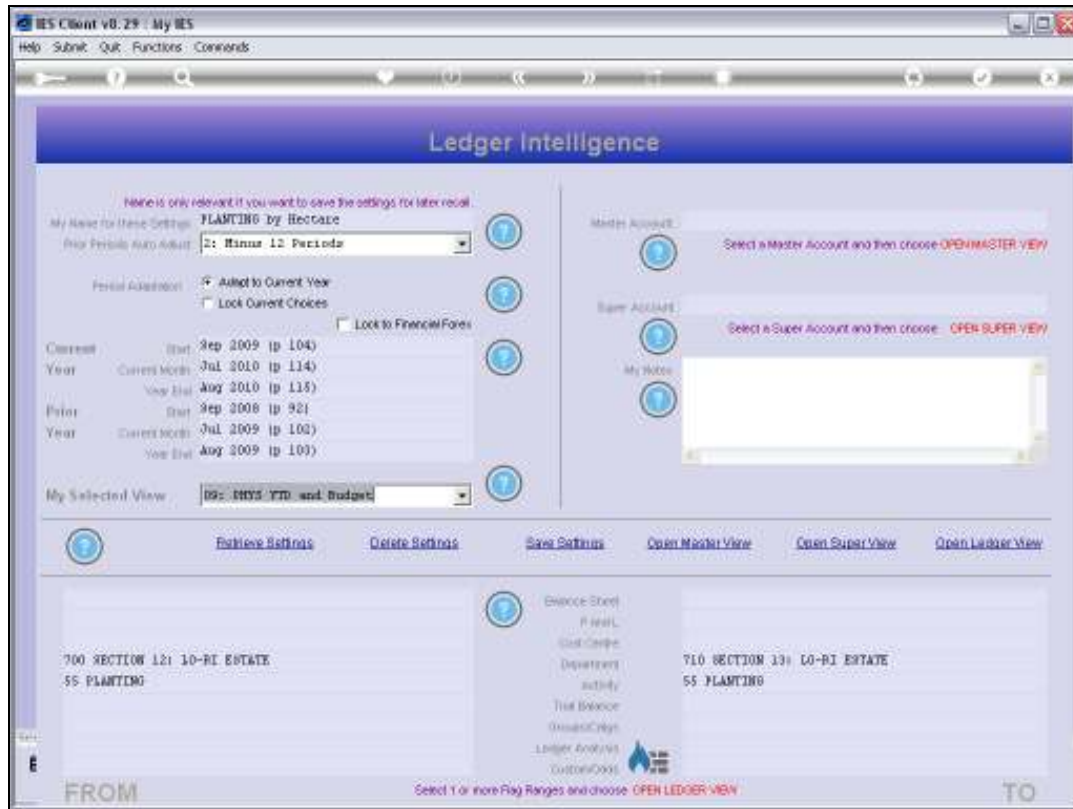 IES Client v8.29 : My IES
Help Submit Quit Functions Commands
Ledger Intelligence
Name is only relevant if you want to save the settings for later recall.
My Name for these Settings PLANTING by Hectare
Prior Periods Auto Adjust 2: Minus 12 Periods
Master Account
Select a Master Account and then choose OPEN MASTER VIEW
Period Adaptation Adapt to Current Year
Lock Current Choices
Lock to Financial Forex
Super Account
Select a Super Account and then choose OPEN SUPER VIEW
Current Start Sep 2009 (p 104)
Year Current Month Jul 2010 (p 114)
Year End Aug 2010 (p 115)
Prior Start Sep 2008 (p 92)
Year Current Month Jul 2009 (p 102)
Year End Aug 2009 (p 103)
My Notes
My Selected View 09: PHYS YTD and Budget
Retrieve Settings Delete Settings Save Settings Open Master View Open Super View Open Ledger View
Balance Sheet
P and L
Cost Centre
700 SECTION 12: LO-RI ESTATE Department 710 SECTION 13: LO-RI ESTATE
55 PLANTING Activity 55 PLANTING
Trial Balance
Ledger Analysis
FROM Select 1 or more Flag Ranges and choose OPEN LEDGER VIEW TO